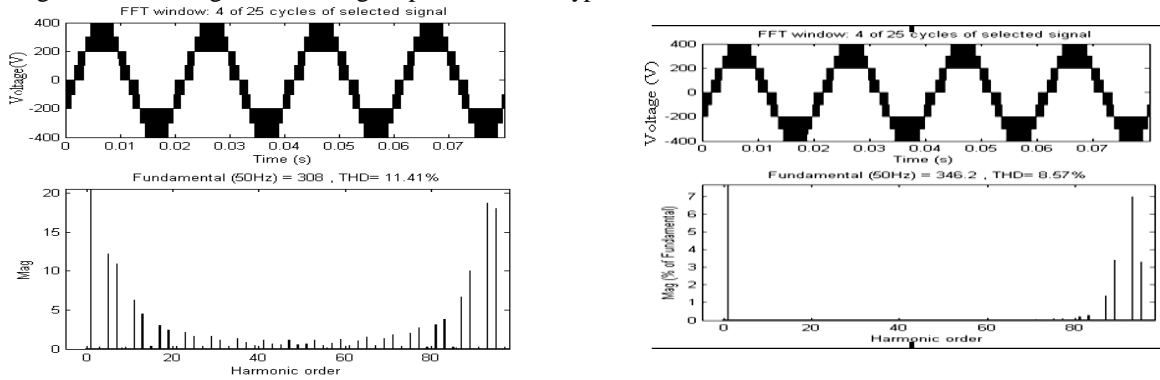 FFT window: 4 of 25 cycles of selected signal
400
200
0
-200
-400
Voltage(V)
0 0.01 0.02 0.03 0.04 0.05 0.06 0.07
Time (s)
Fundamental (50Hz) = 308 , THD= 11.41%
20
15
10
5
0
Mag
0 20 40 60 80
Harmonic order
FFT window: 4 of 25 cycles of selected signal
400
200
0
-200
-400
Voltage (V)
0 0.01 0.02 0.03 0.04 0.05 0.06 0.07
Time (s)
Fundamental (50Hz) = 346.2 , THD= 8.57%
7
6
5
4
3
2
1
0
Mag (% of Fundamental)
0 20 40 60 80
Harmonic order